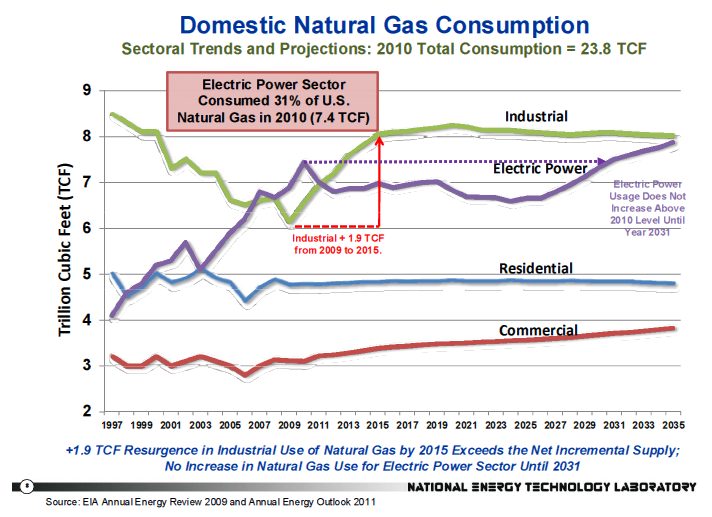 Domestic Natural Gas Consumption
Sectoral Trends and Projections: 2010 Total Consumption = 23.8 TCF
Electric Power Sector
Consumed 31% of U.S.
Natural Gas in 2010 (7.4 TCF)
Trillion Cubic Feet (TCF)
9
8
7
6
5
4
3
2
Industrial
Electric Power
Electric Power
Usage Does Not
Increase Above
2010 Level Until
Year 2031
Industrial + 1.9 TCF
from 2009 to 2015.
Residential
Commercial
1997 1999 2001 2003 2005 2007 2009 2011 2013 2015 2017 2019 2021 2023 2025 2027 2029 2031 2033 2035
+1.9 TCF Resurgence in Industrial Use of Natural Gas by 2015 Exceeds the Net Incremental Supply;
No Increase in Natural Gas Use for Electric Power Sector Until 2031
8
NATIONAL ENERGY TECHNOLOGY LABORATORY
Source: EIA Annual Energy Review 2009 and Annual Energy Outlook 2011